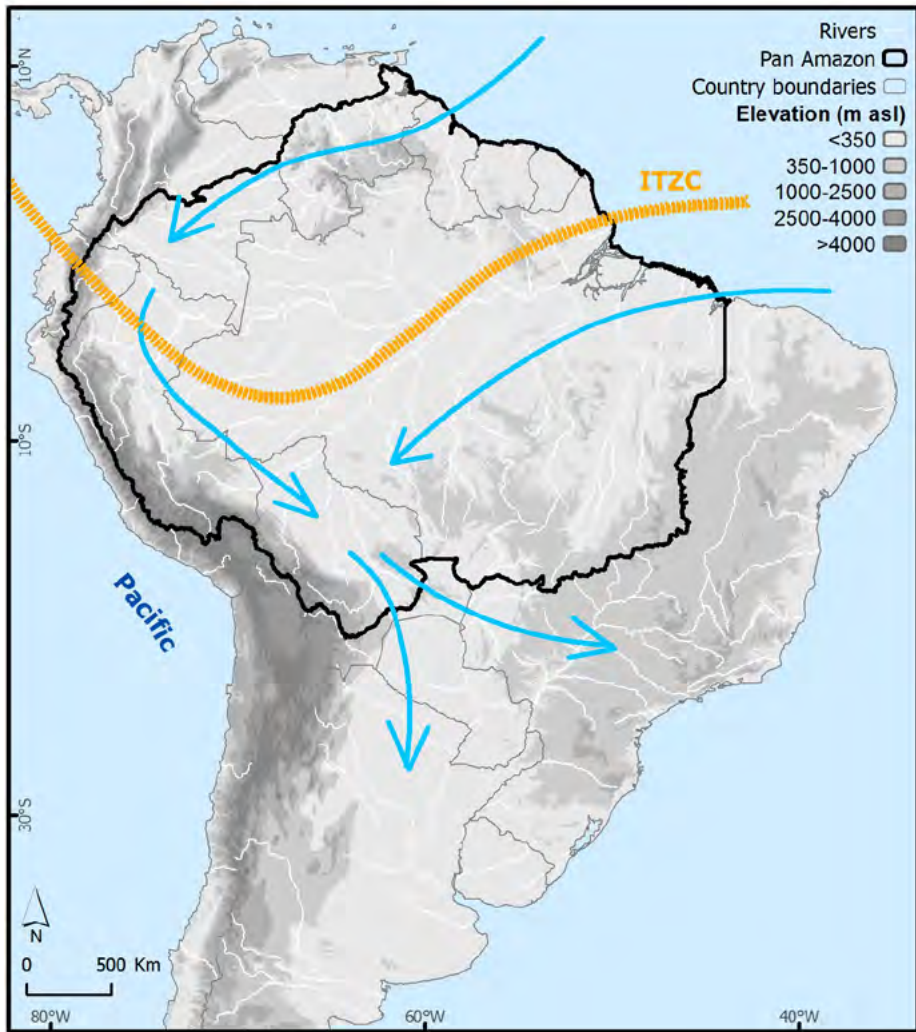 Rivers
Pan Amazon
Country boundaries
Elevation (m asl)
<350
350-1000
1000-2500
2500-4000
>4000
10°N
ITZC
10°S
Pacific
30°S
N
0 500 Km
80°W 60°W 40°W